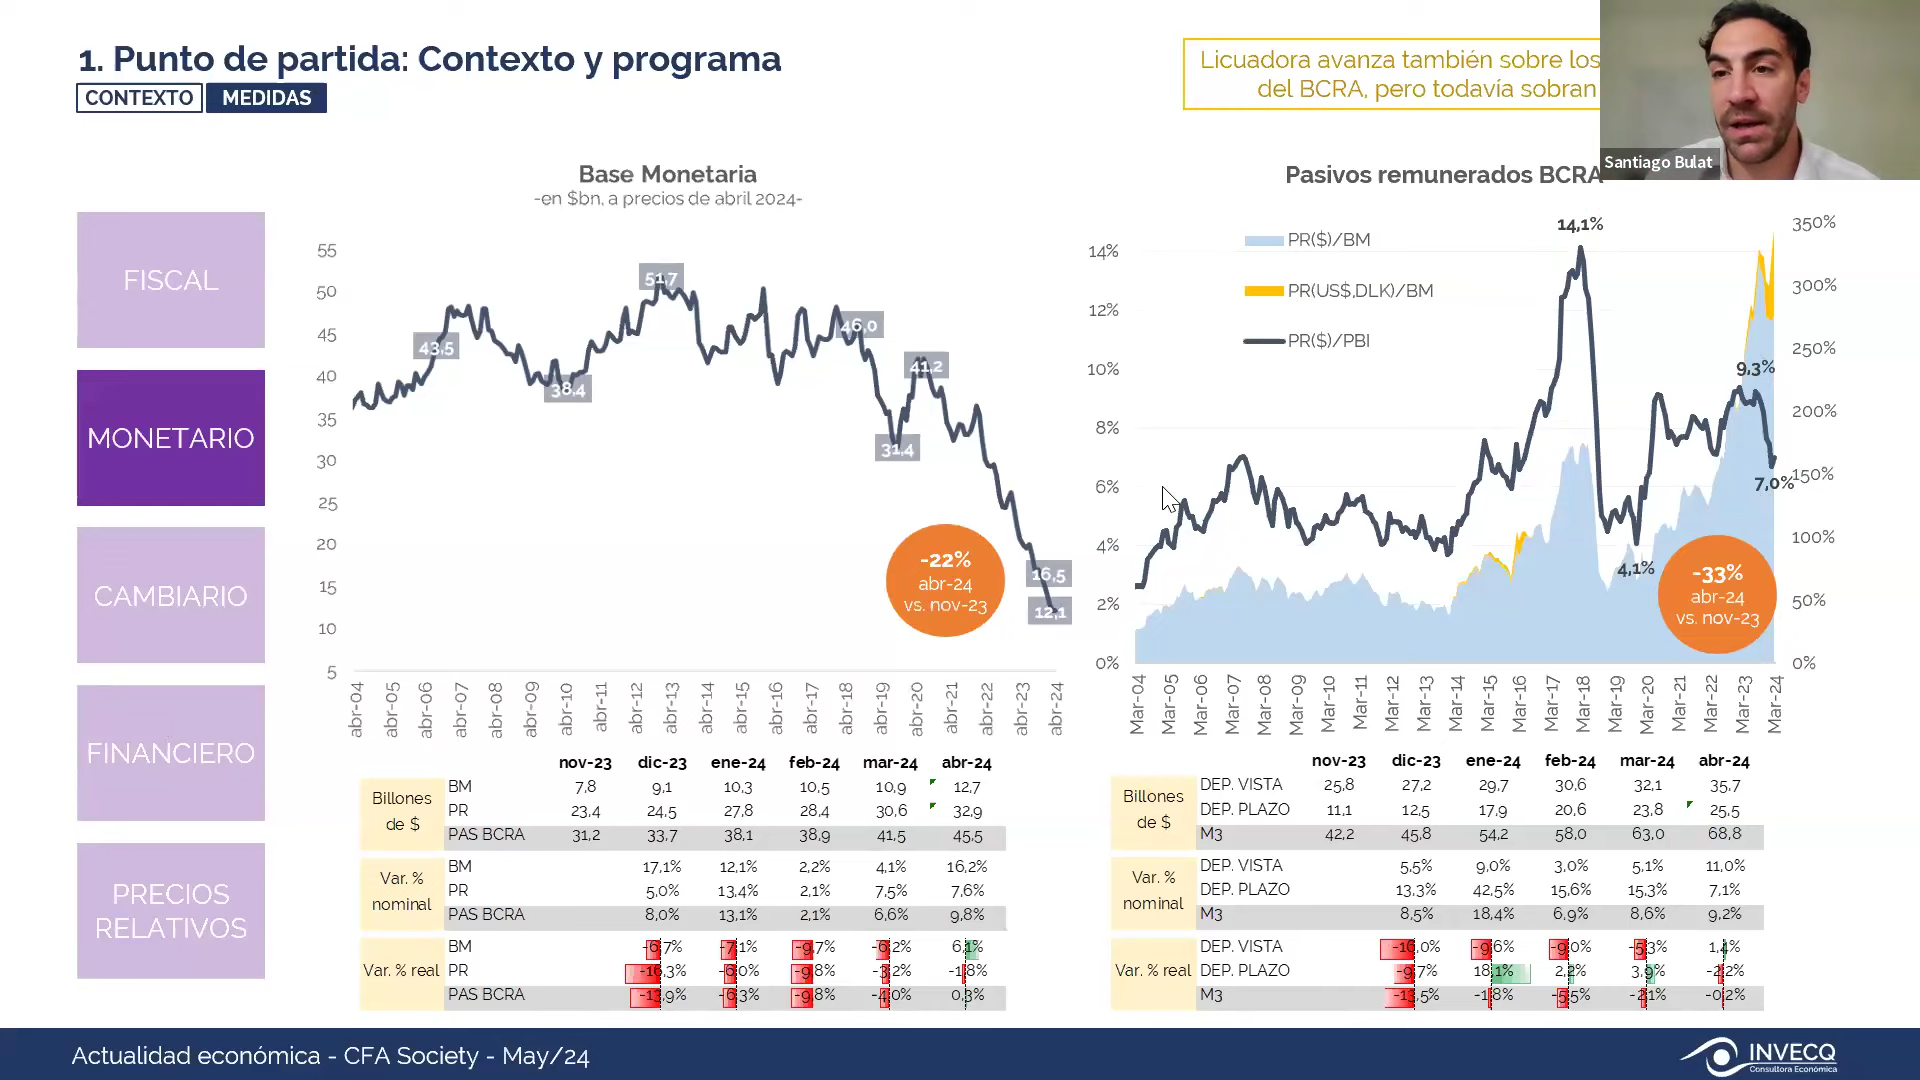 1. Punto de partida: Contexto y programa
CONTEXTO MEDIDAS
Licuadora avanza también sobre los
del BCRA, pero todavía sobran
Santiago Bulat
FISCAL
MONETARIO
CAMBIARIO
FINANCIERO
PRECIOS
RELATIVOS
Base Monetaria
-en $bn, a precios de abril 2024-
55
50
45
40
35
30
25
20
15
10
5
43,5
38,4
51,7
46,0
31,4
41,2
16,5
12,1
-22%
abr-24
vs. nov-23
abr-04 abr-05 abr-06 abr-07 abr-08 abr-09 abr-10 abr-11 abr-12 abr-13 abr-14 abr-15 abr-16 abr-17 abr-18 abr-19 abr-20 abr-21 abr-22 abr-23 abr-24
Pasivos remunerados BCRA
PR($)/BM
PR(US$,DLK)/BM
PR($)/PBI
14%
12%
10%
8%
6%
4%
2%
0%
14,1%
9,3%
7,0%
4,1%
350%
300%
250%
200%
150%
100%
50%
0%
-33%
abr-24
vs. nov-23
Mar-04 Mar-05 Mar-06 Mar-07 Mar-08 Mar-09 Mar-10 Mar-11 Mar-12 Mar-13 Mar-14 Mar-15 Mar-16 Mar-17 Mar-18 Mar-19 Mar-20 Mar-21 Mar-22 Mar-23 Mar-24
nov-23 dic-23 ene-24 feb-24 mar-24 abr-24
Billones
de $
BM 7,8 9,1 10,3 10,5 10,9 12,7
PR 23,4 24,5 27,8 28,4 30,6 32,9
PAS BCRA 31,2 33,7 38,1 38,9 41,5 45,5
Var. %
nominal
BM 17,1% 12,1% 2,2% 4,1% 16,2%
PR 5,0% 13,4% 2,1% 7,5% 7,6%
PAS BCRA 8,0% 13,1% 2,1% 6,6% 9,8%
Var. % real
BM -6,7% -7,1% -9,7% -6,2% 6,1%
PR -16,3% -6,0% -9,8% -3,2% -1,8%
PAS BCRA -13,9% -6,3% -9,8% -4,0% 0,3%
nov-23 dic-23 ene-24 feb-24 mar-24 abr-24
Billones
de $
DEP. VISTA 25,8 27,2 29,7 30,6 32,1 35,7
DEP. PLAZO 11,1 12,5 17,9 20,6 23,8 25,5
M3 42,2 45,8 54,2 58,0 63,0 68,8
Var. %
nominal
DEP. VISTA 5,5% 9,0% 3,0% 5,1% 11,0%
DEP. PLAZO 13,3% 42,5% 15,6% 15,3% 7,1%
M3 8,5% 18,4% 6,9% 8,6% 9,2%
Var. % real
DEP. VISTA -16,0% -9,6% -9,0% -5,3% 1,4%
DEP. PLAZO -9,7% 18,1% 2,2% 3,9% -2,2%
M3 -13,5% -1,8% -5,5% -2,1% -0,2%
Actualidad económica - CFA Society - May/24
INVECQ
Consultora Económica